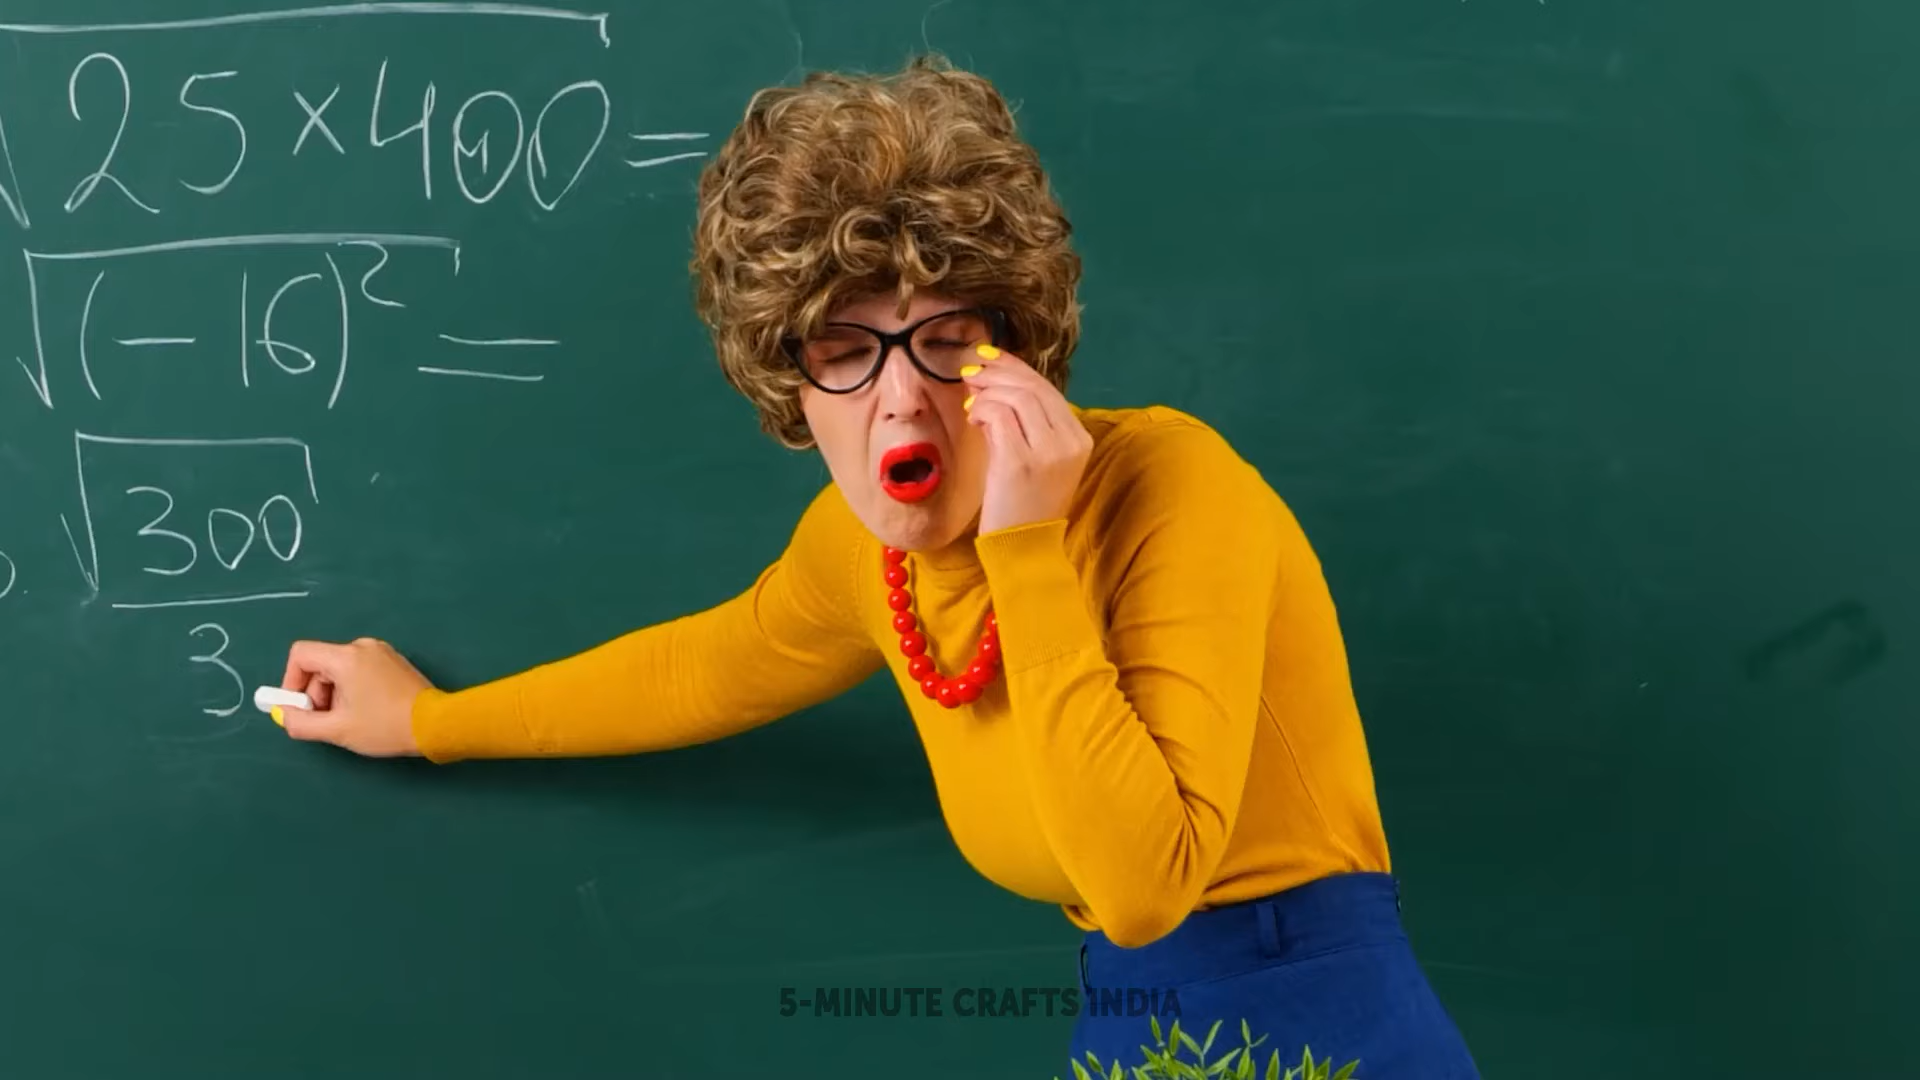 √25×400=
√(-16)²=
√300
3
5-MINUTE CRAFTS INDIA